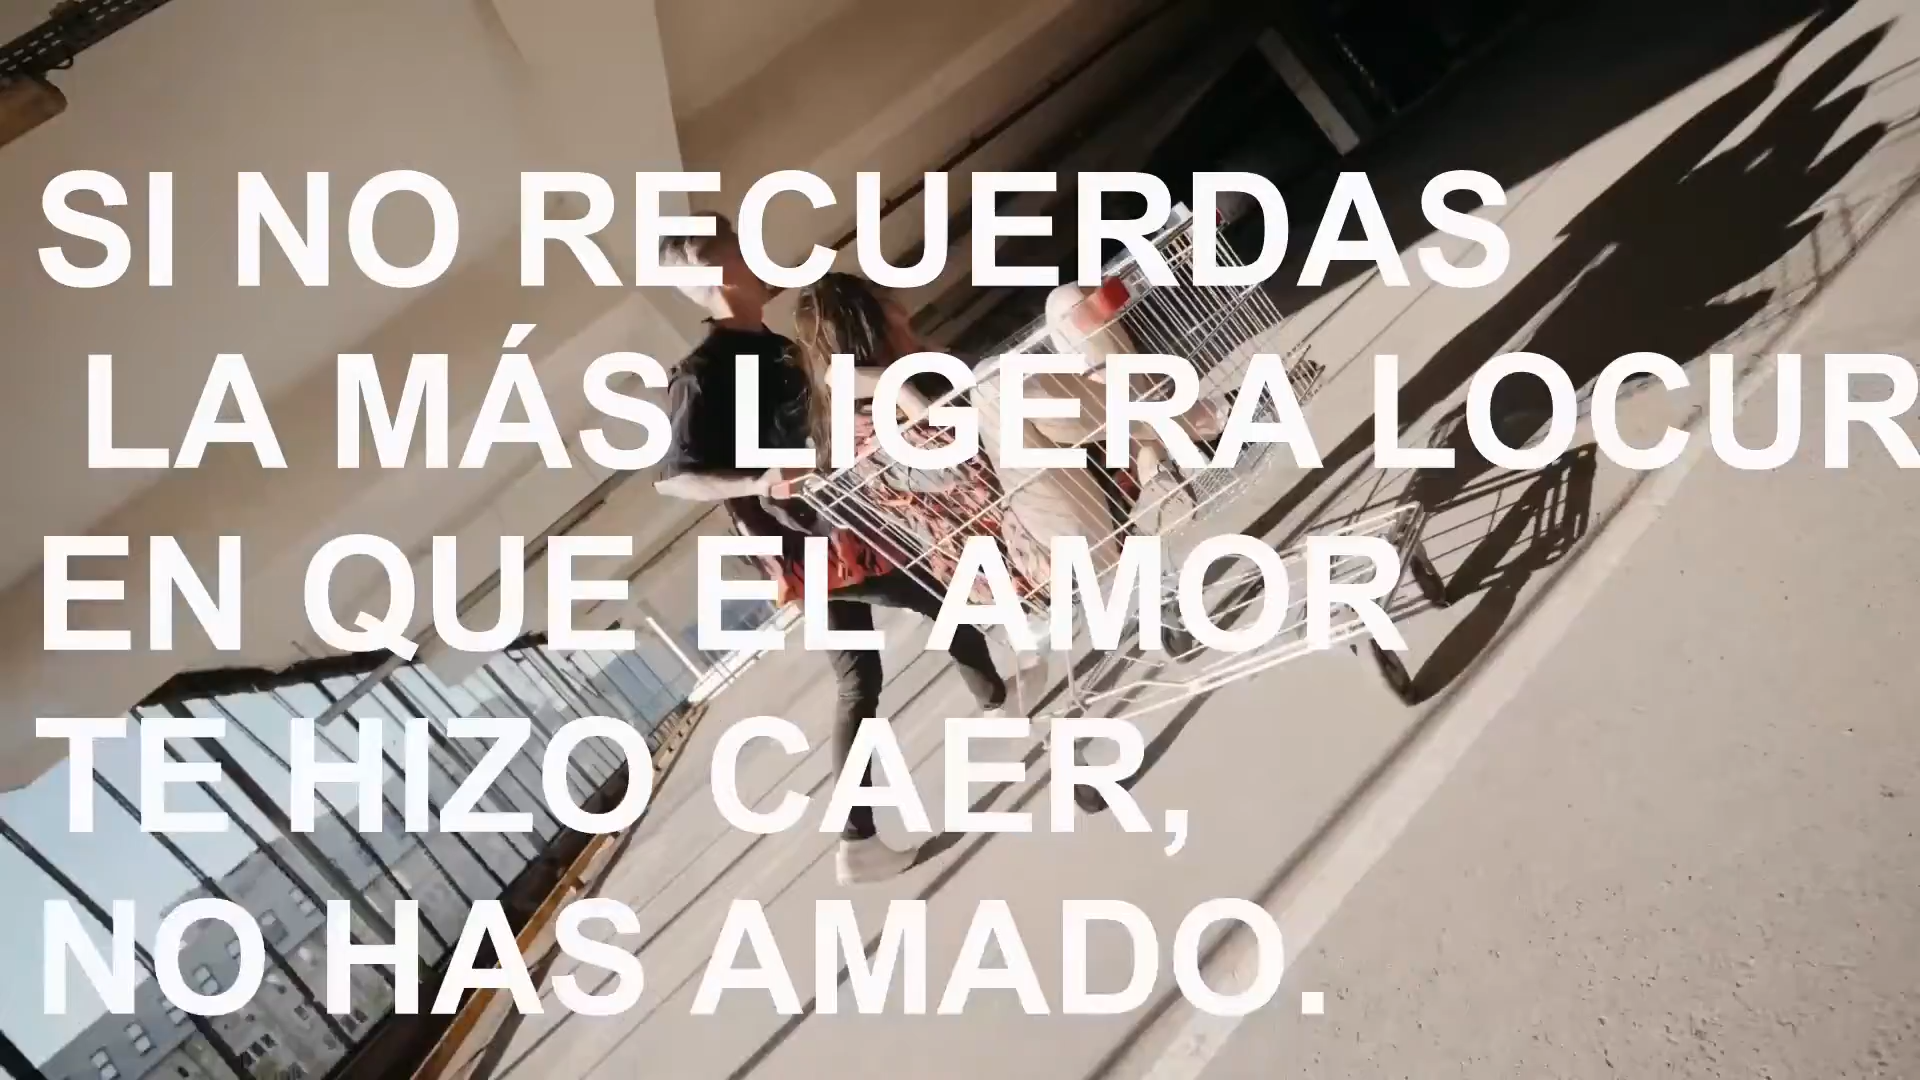 SI NO RECUERDAS
LA MÁS LIGERA LOCUR
EN QUE EL AMOR
TE HIZO CAER,
NO HAS AMADO.